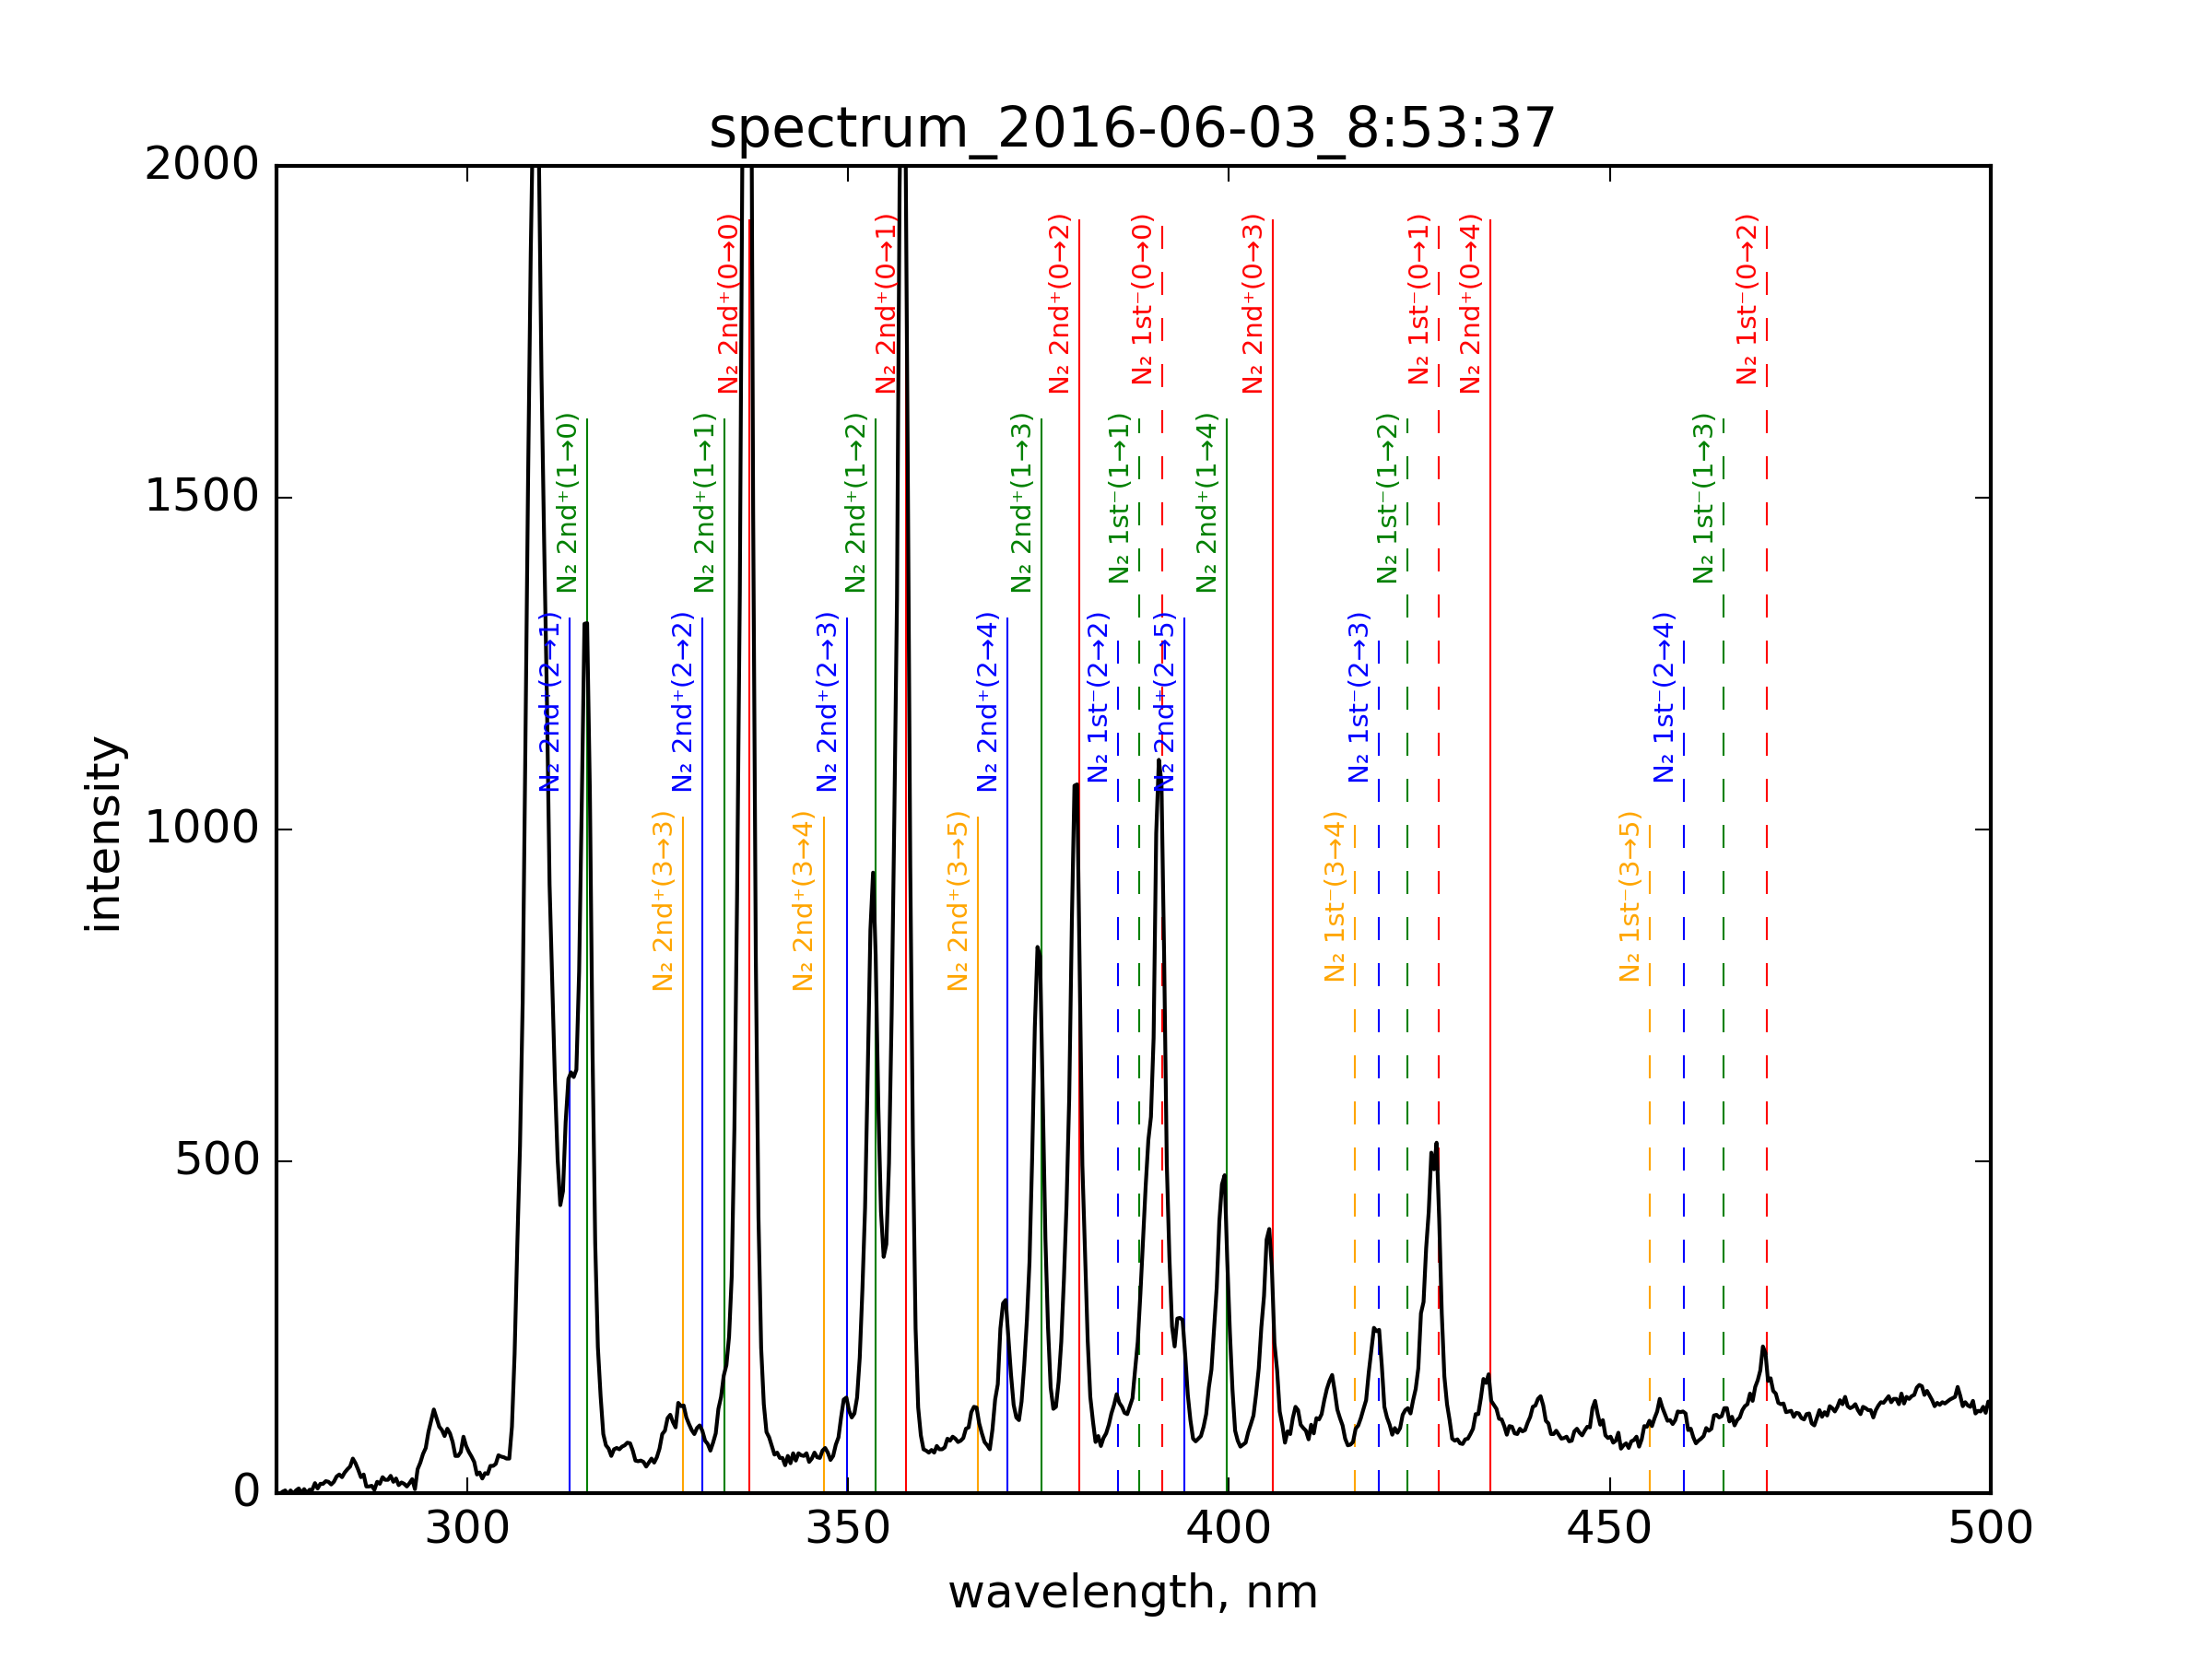 spectrum_2016-06-03_8:53:37
2000
1500
1000
500
0
intensity
N₂ 2nd⁺(0→0)
N₂ 2nd⁺(0→1)
N₂ 2nd⁺(0→2)
N₂ 1st⁻(0→0)
N₂ 2nd⁺(0→3)
N₂ 1st⁻(0→1)
N₂ 2nd⁺(0→4)
N₂ 1st⁻(0→2)
N₂ 2nd⁺(1→0)
N₂ 2nd⁺(1→1)
N₂ 2nd⁺(1→2)
N₂ 2nd⁺(1→3)
N₂ 1st⁻(1→1)
N₂ 2nd⁺(1→4)
N₂ 1st⁻(1→2)
N₂ 1st⁻(1→3)
N₂ 2nd⁺(2→1)
N₂ 2nd⁺(2→2)
N₂ 2nd⁺(2→3)
N₂ 2nd⁺(2→4)
N₂ 1st⁻(2→2)
N₂ 2nd⁺(2→5)
N₂ 1st⁻(2→3)
N₂ 1st⁻(2→4)
N₂ 2nd⁺(3→3)
N₂ 2nd⁺(3→4)
N₂ 2nd⁺(3→5)
N₂ 1st⁻(3→4)
N₂ 1st⁻(3→5)
300 350 400 450 500
wavelength, nm